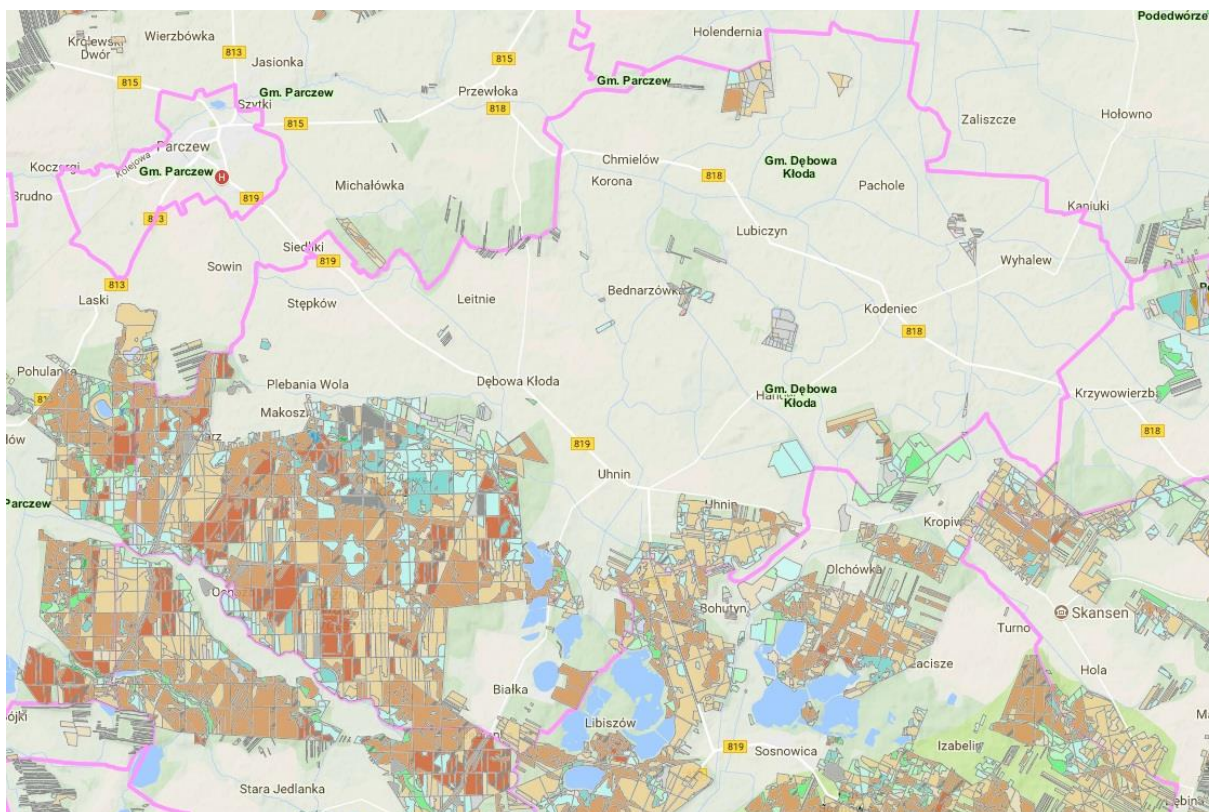 Podedwórze
Królewski
Dwór
Wierzbówka
Holendernia
813
815
Jasionka
815
Gm. Parczew
Gm. Parczew
Przewłoka
818
Szytki
815
Hołowno
Zaliszcze
Parczew
Koczergi
Kolejowa
Gm. Parczew
H
Chmielów
Gm. Dębowa
Kłoda
818
Korona
Michałówka
Pachole
Brudno
819
813
Kaniuki
Lubiczyn
Siedliki
819
Sowin
Wyhalew
813
Laski
Stępków
Leitnie
Bednarzówka
Kodeniec
818
Pohulanka
Plebania Wola
Dębowa Kłoda
Gm. Dębowa
Kłoda
Krzywowierzba
818
819
Uhnin
Parczew
Uhnin
Olchówka
Bohutyn
Skansen
Turno
Hola
Białka
Libiszów
819
Sosnowica
Izabelin
Stara Jedlanka